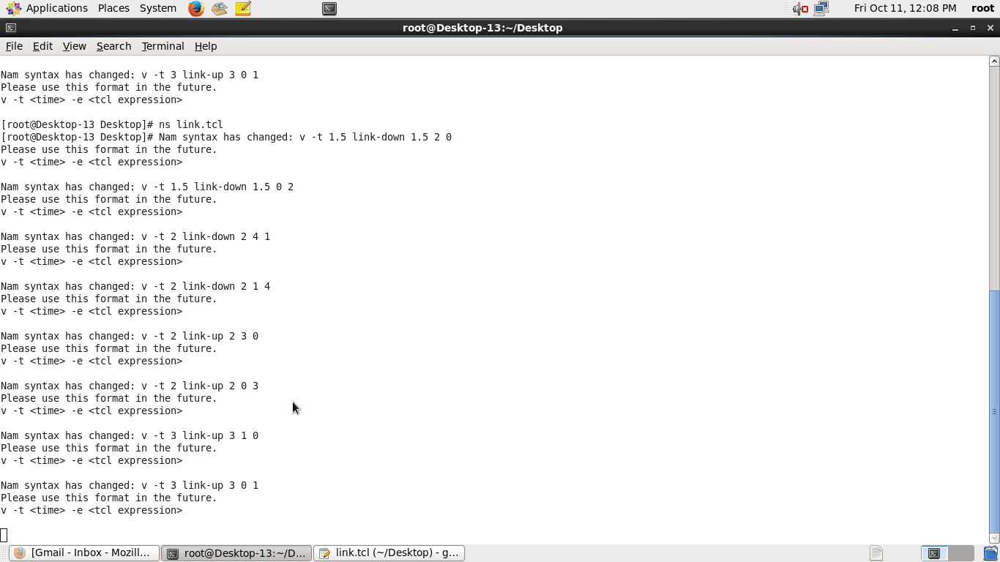 Applications Places System
Fri Oct 11, 12:08 PM root
root@Desktop-13:~/Desktop
File Edit View Search Terminal Help
Nam syntax has changed: v -t 3 link-up 3 0 1
Please use this format in the future.
v -t <time> -e <tcl expression>
[root@Desktop-13 Desktop]# ns link.tcl
[root@Desktop-13 Desktop]# Nam syntax has changed: v -t 1.5 link-down 1.5 2 0
Please use this format in the future.
v -t <time> -e <tcl expression>
Nam syntax has changed: v -t 1.5 link-down 1.5 0 2
Please use this format in the future.
v -t <time> -e <tcl expression>
Nam syntax has changed: v -t 2 link-down 2 4 1
Please use this format in the future.
v -t <time> -e <tcl expression>
Nam syntax has changed: v -t 2 link-down 2 1 4
Please use this format in the future.
v -t <time> -e <tcl expression>
Nam syntax has changed: v -t 2 link-up 2 3 0
Please use this format in the future.
v -t <time> -e <tcl expression>
Nam syntax has changed: v -t 2 link-up 2 0 3
Please use this format in the future.
v -t <time> -e <tcl expression>
Nam syntax has changed: v -t 3 link-up 3 1 0
Please use this format in the future.
v -t <time> -e <tcl expression>
Nam syntax has changed: v -t 3 link-up 3 0 1
Please use this format in the future.
v -t <time> -e <tcl expression>
[Gmail - Inbox - Mozill... root@Desktop-13:~/D... link.tcl (~/Desktop) - g...